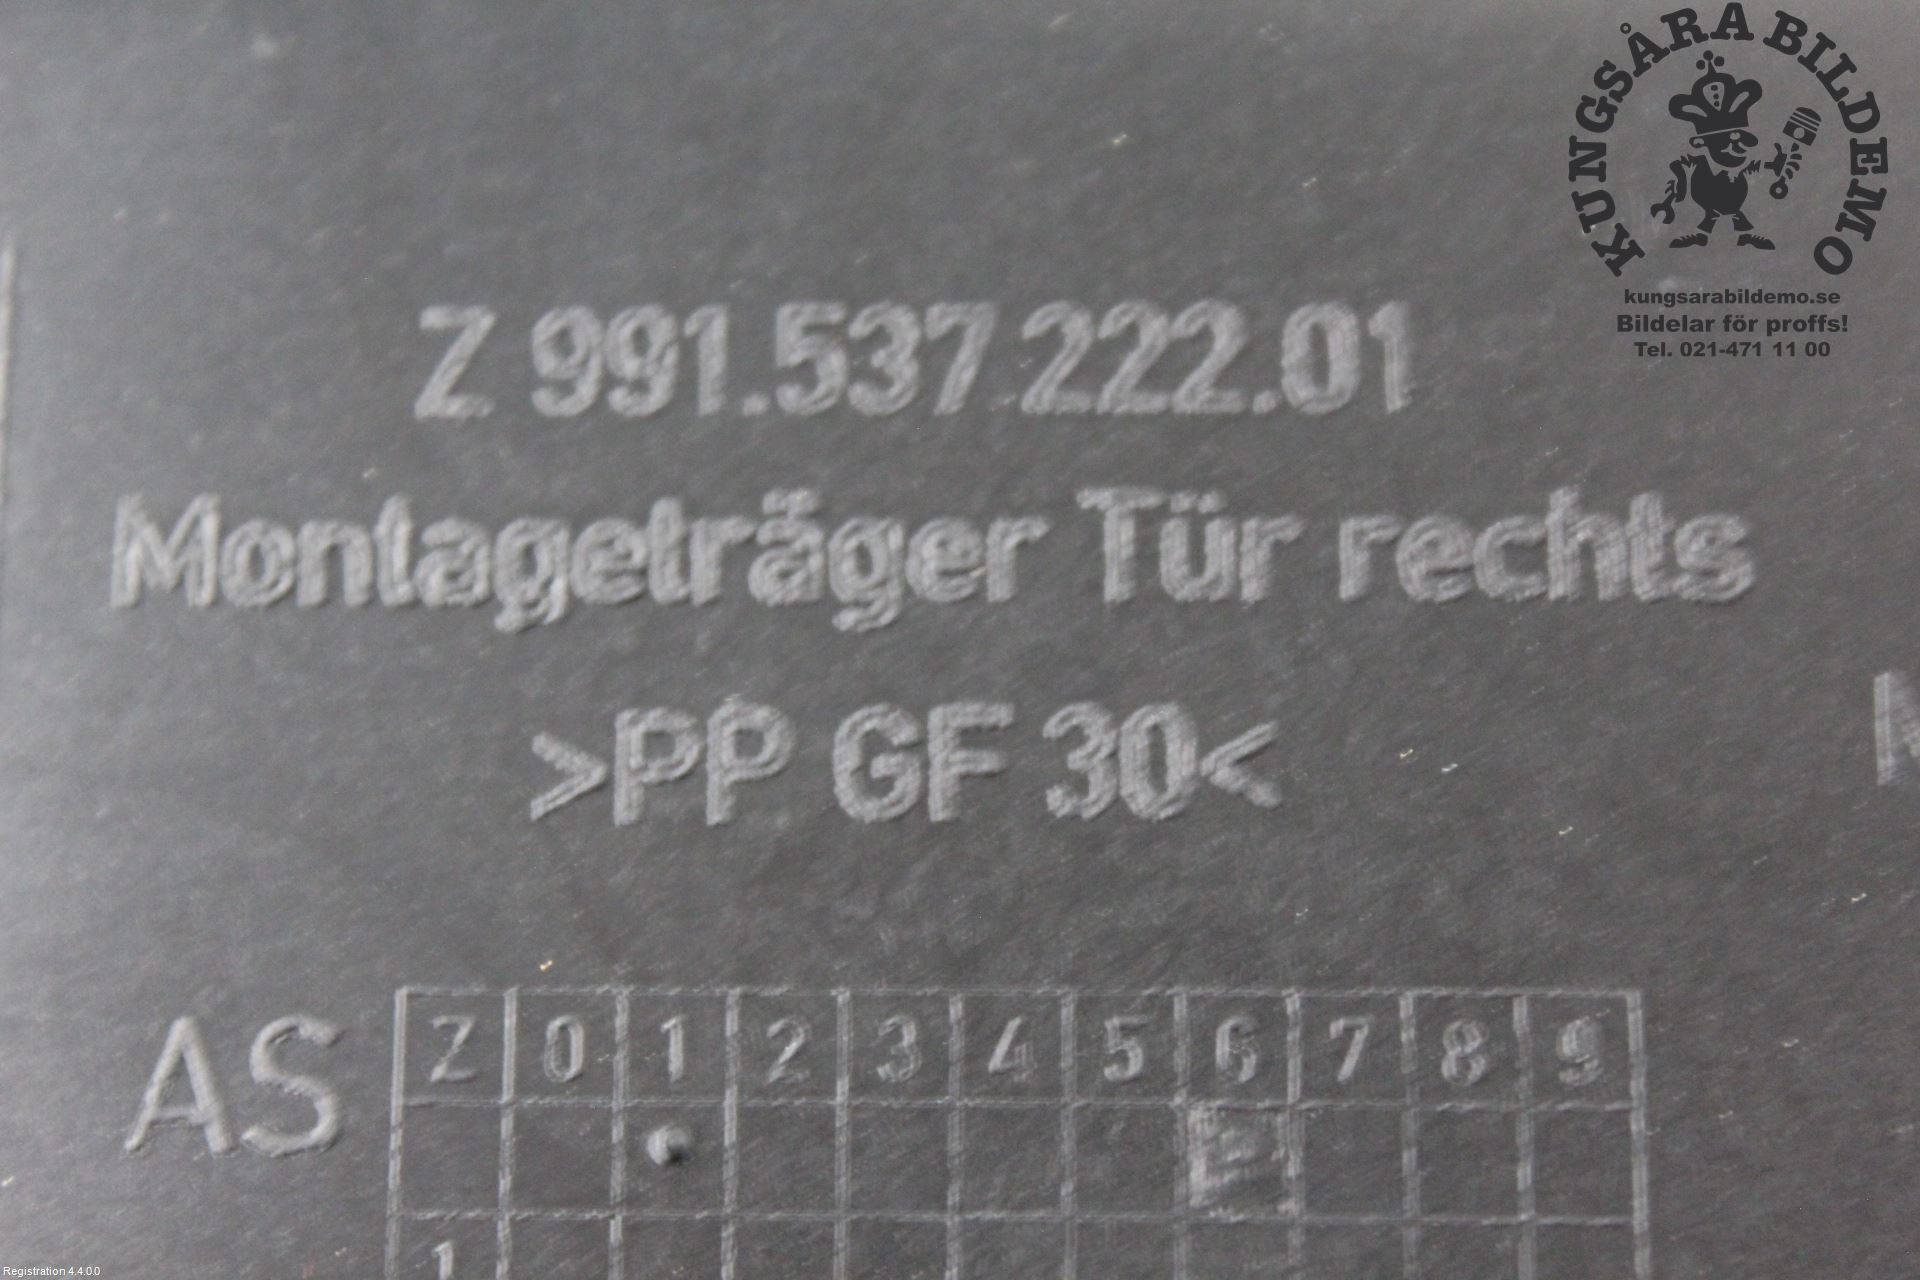 KUNGSÅRA BILDEMO
kungsarabildemo.se
Bildelar för proffs!
Tel. 021-471 11 00
Z 991.537.222.01
Montageträger Tür rechts
>PP GF 30<
AS
Z 0 1 2 3 4 5 6 7 8 9
1
Registration 4.4.0.0